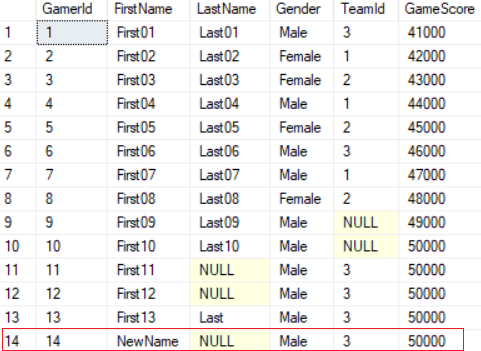 GamerId FirstName LastName Gender TeamId GameScore
1 1 First01 Last01 Male 3 41000
2 2 First02 Last02 Female 1 42000
3 3 First03 Last03 Female 2 43000
4 4 First04 Last04 Male 1 44000
5 5 First05 Last05 Female 2 45000
6 6 First06 Last06 Male 3 46000
7 7 First07 Last07 Male 1 47000
8 8 First08 Last08 Female 2 48000
9 9 First09 Last09 Male NULL 49000
10 10 First10 Last10 Male NULL 50000
11 11 First11 NULL Male 3 50000
12 12 First12 NULL Male 3 50000
13 13 First13 Last Male 3 50000
14 14 NewName NULL Male 3 50000